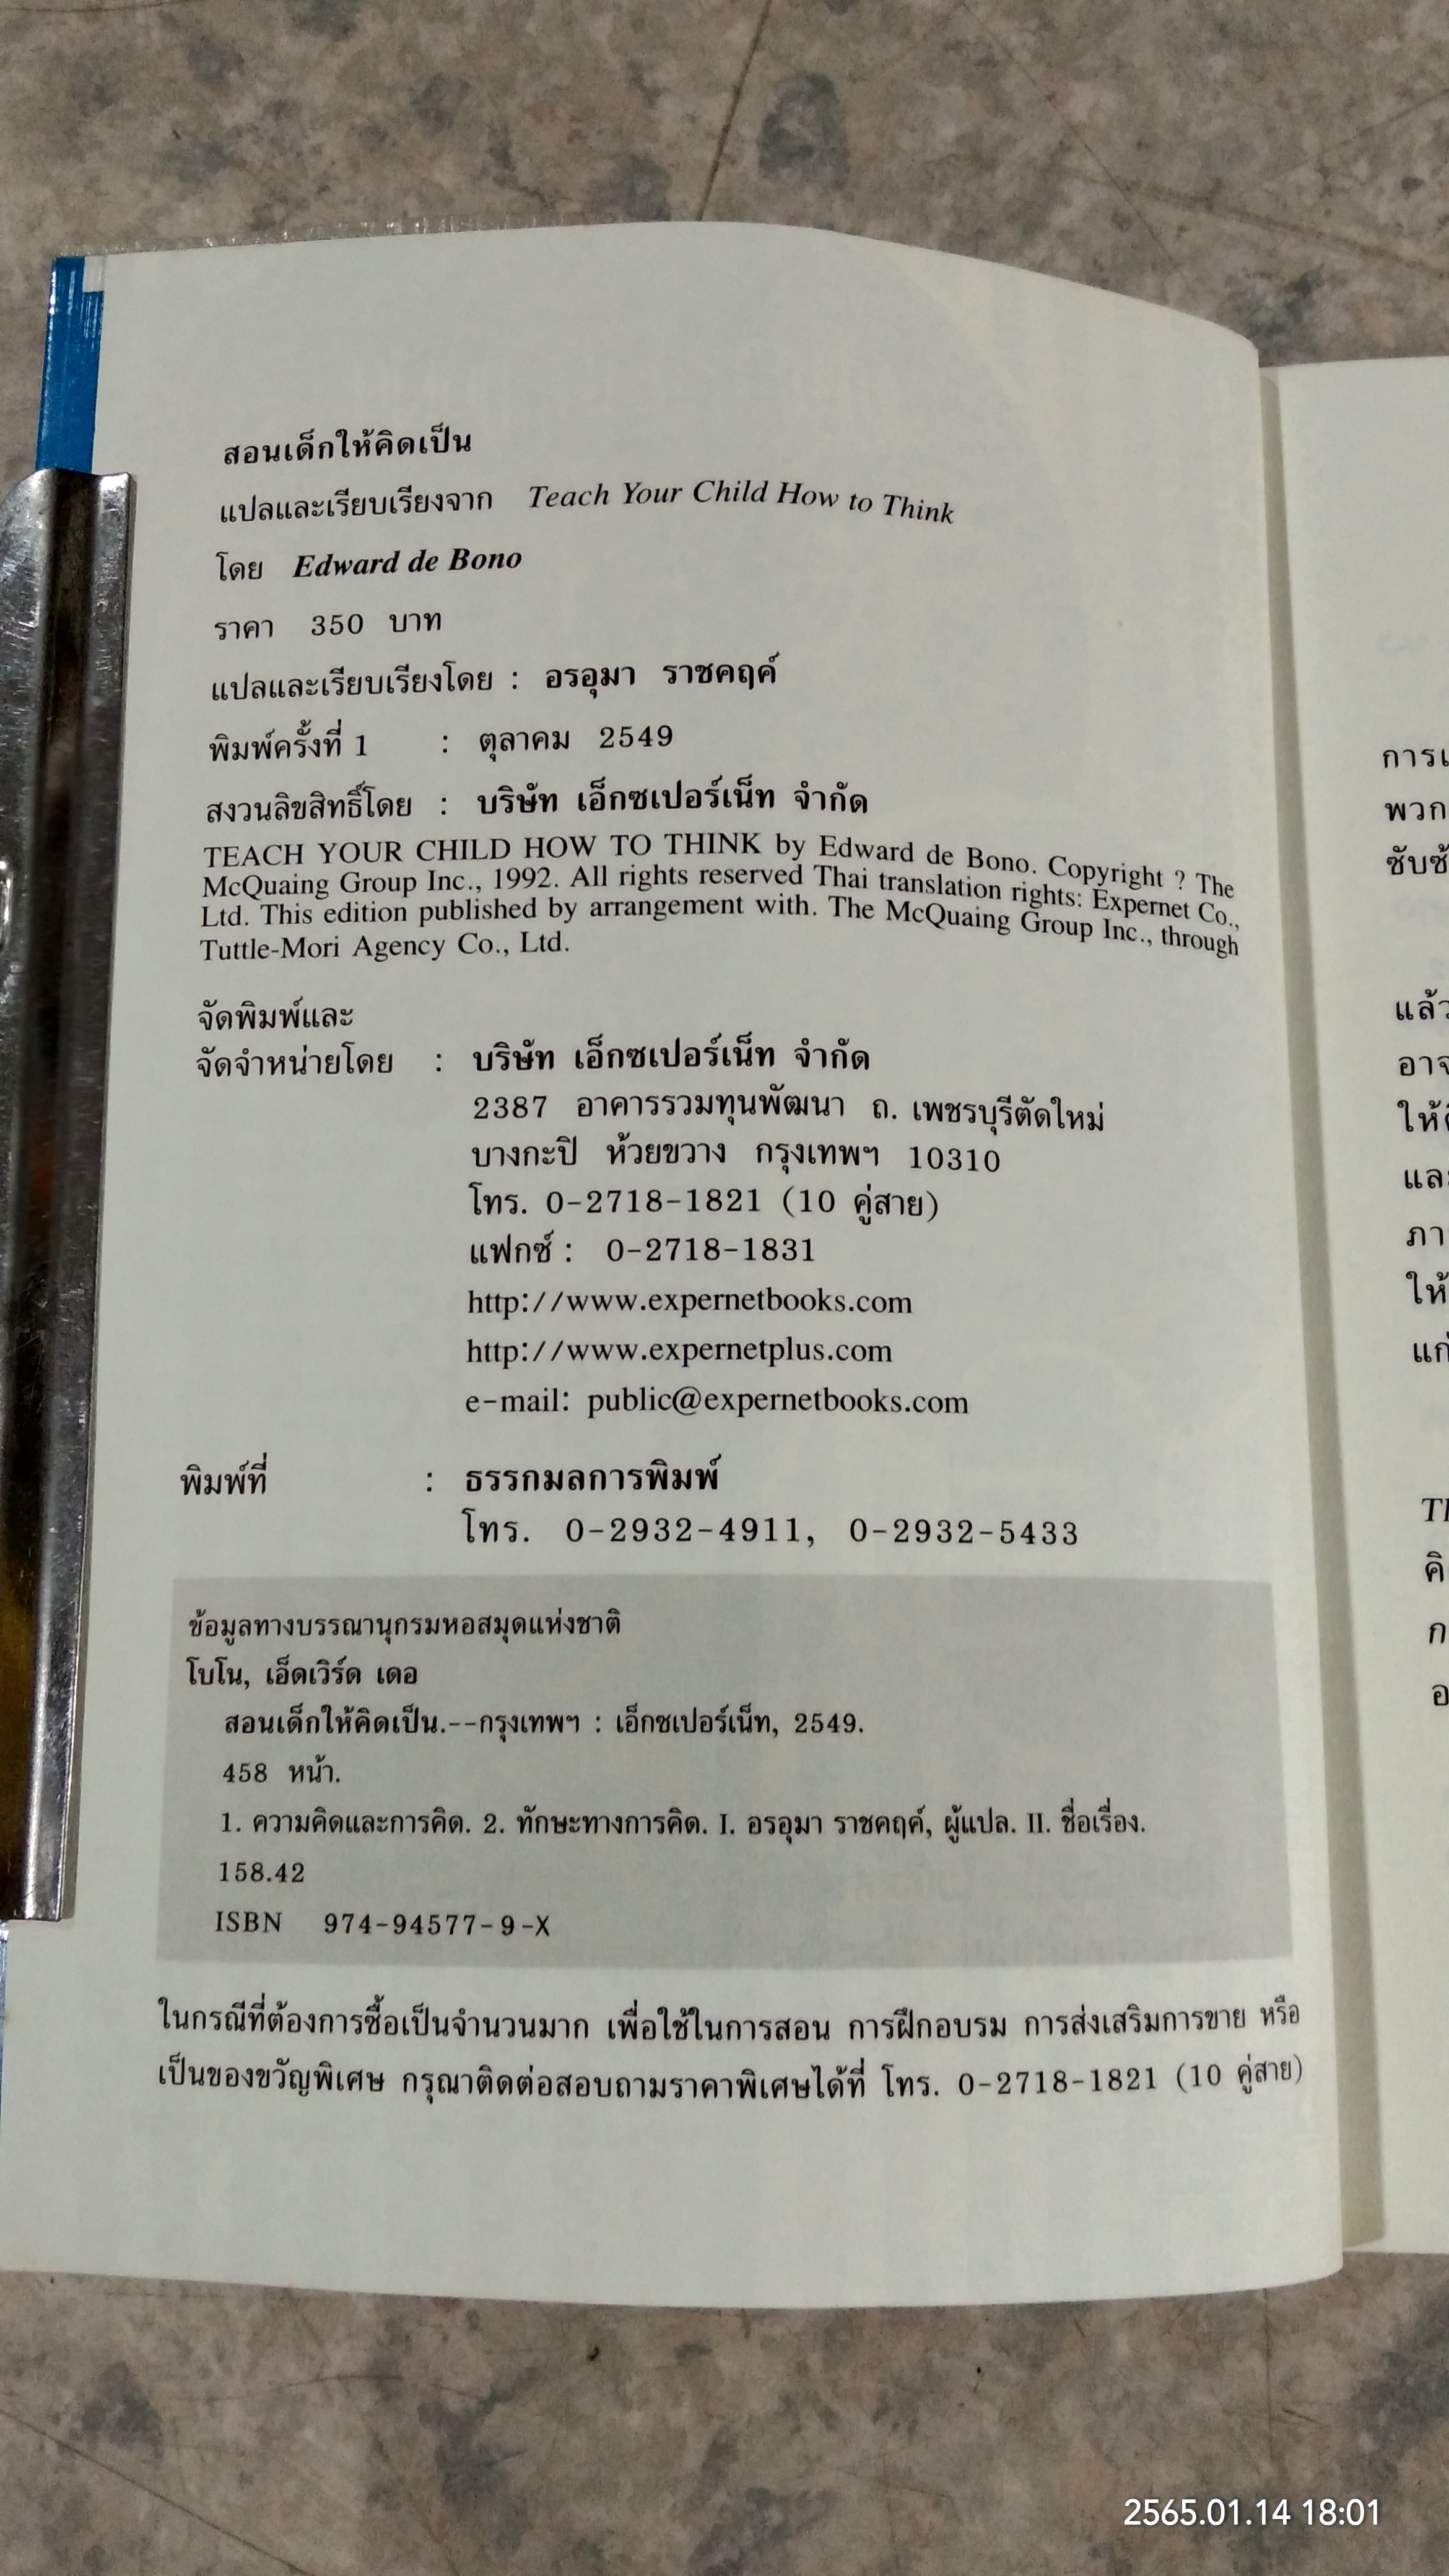 สอนเด็กให้คิดเป็น
แปลและเรียบเรียงจาก Teach Your Child How to Think
โดย Edward de Bono
ราคา 350 บาท
แปลและเรียบเรียงโดย : อรอุมา ราชคฤค์
พิมพ์ครั้งที่ 1 : ตุลาคม 2549
สงวนลิขสิทธิ์โดย : บริษัท เอ็กซเปอร์เน็ท จำกัด
TEACH YOUR CHILD HOW TO THINK by Edward de Bono. Copyright ? The
McQuaing Group Inc., 1992. All rights reserved Thai translation rights: Expernet Co.,
Ltd. This edition published by arrangement with. The McQuaing Group Inc., through
Tuttle-Mori Agency Co., Ltd.
จัดพิมพ์และ
จัดจำหน่ายโดย : บริษัท เอ็กซเปอร์เน็ท จำกัด
2387 อาคารรวมทุนพัฒนา ถ. เพชรบุรีตัดใหม่
บางกะปิ ห้วยขวาง กรุงเทพฯ 10310
โทร. 0-2718-1821 (10 คู่สาย)
แฟกซ์ : 0-2718-1831
http://www.expernetbooks.com
http://www.expernetplus.com
e-mail: public@expernetbooks.com
พิมพ์ที่ : ธรรกมลการพิมพ์
โทร. 0-2932-4911, 0-2932-5433
ข้อมูลทางบรรณานุกรมหอสมุดแห่งชาติ
โบโน, เอ็ดเวิร์ด เดอ
สอนเด็กให้คิดเป็น.--กรุงเทพฯ : เอ็กซเปอร์เน็ท, 2549.
458 หน้า.
1. ความคิดและการคิด. 2. ทักษะทางการคิด. I. อรอุมา ราชคฤค์, ผู้แปล. II. ชื่อเรื่อง.
158.42
ISBN 974-94577-9-X
ในกรณีที่ต้องการซื้อเป็นจำนวนมาก เพื่อใช้ในการสอน การฝึกอบรม การส่งเสริมการขาย หรือ
เป็นของขวัญพิเศษ กรุณาติดต่อสอบถามราคาพิเศษได้ที่ โทร. 0-2718-1821 (10 คู่สาย)
2565.01.14 18:01